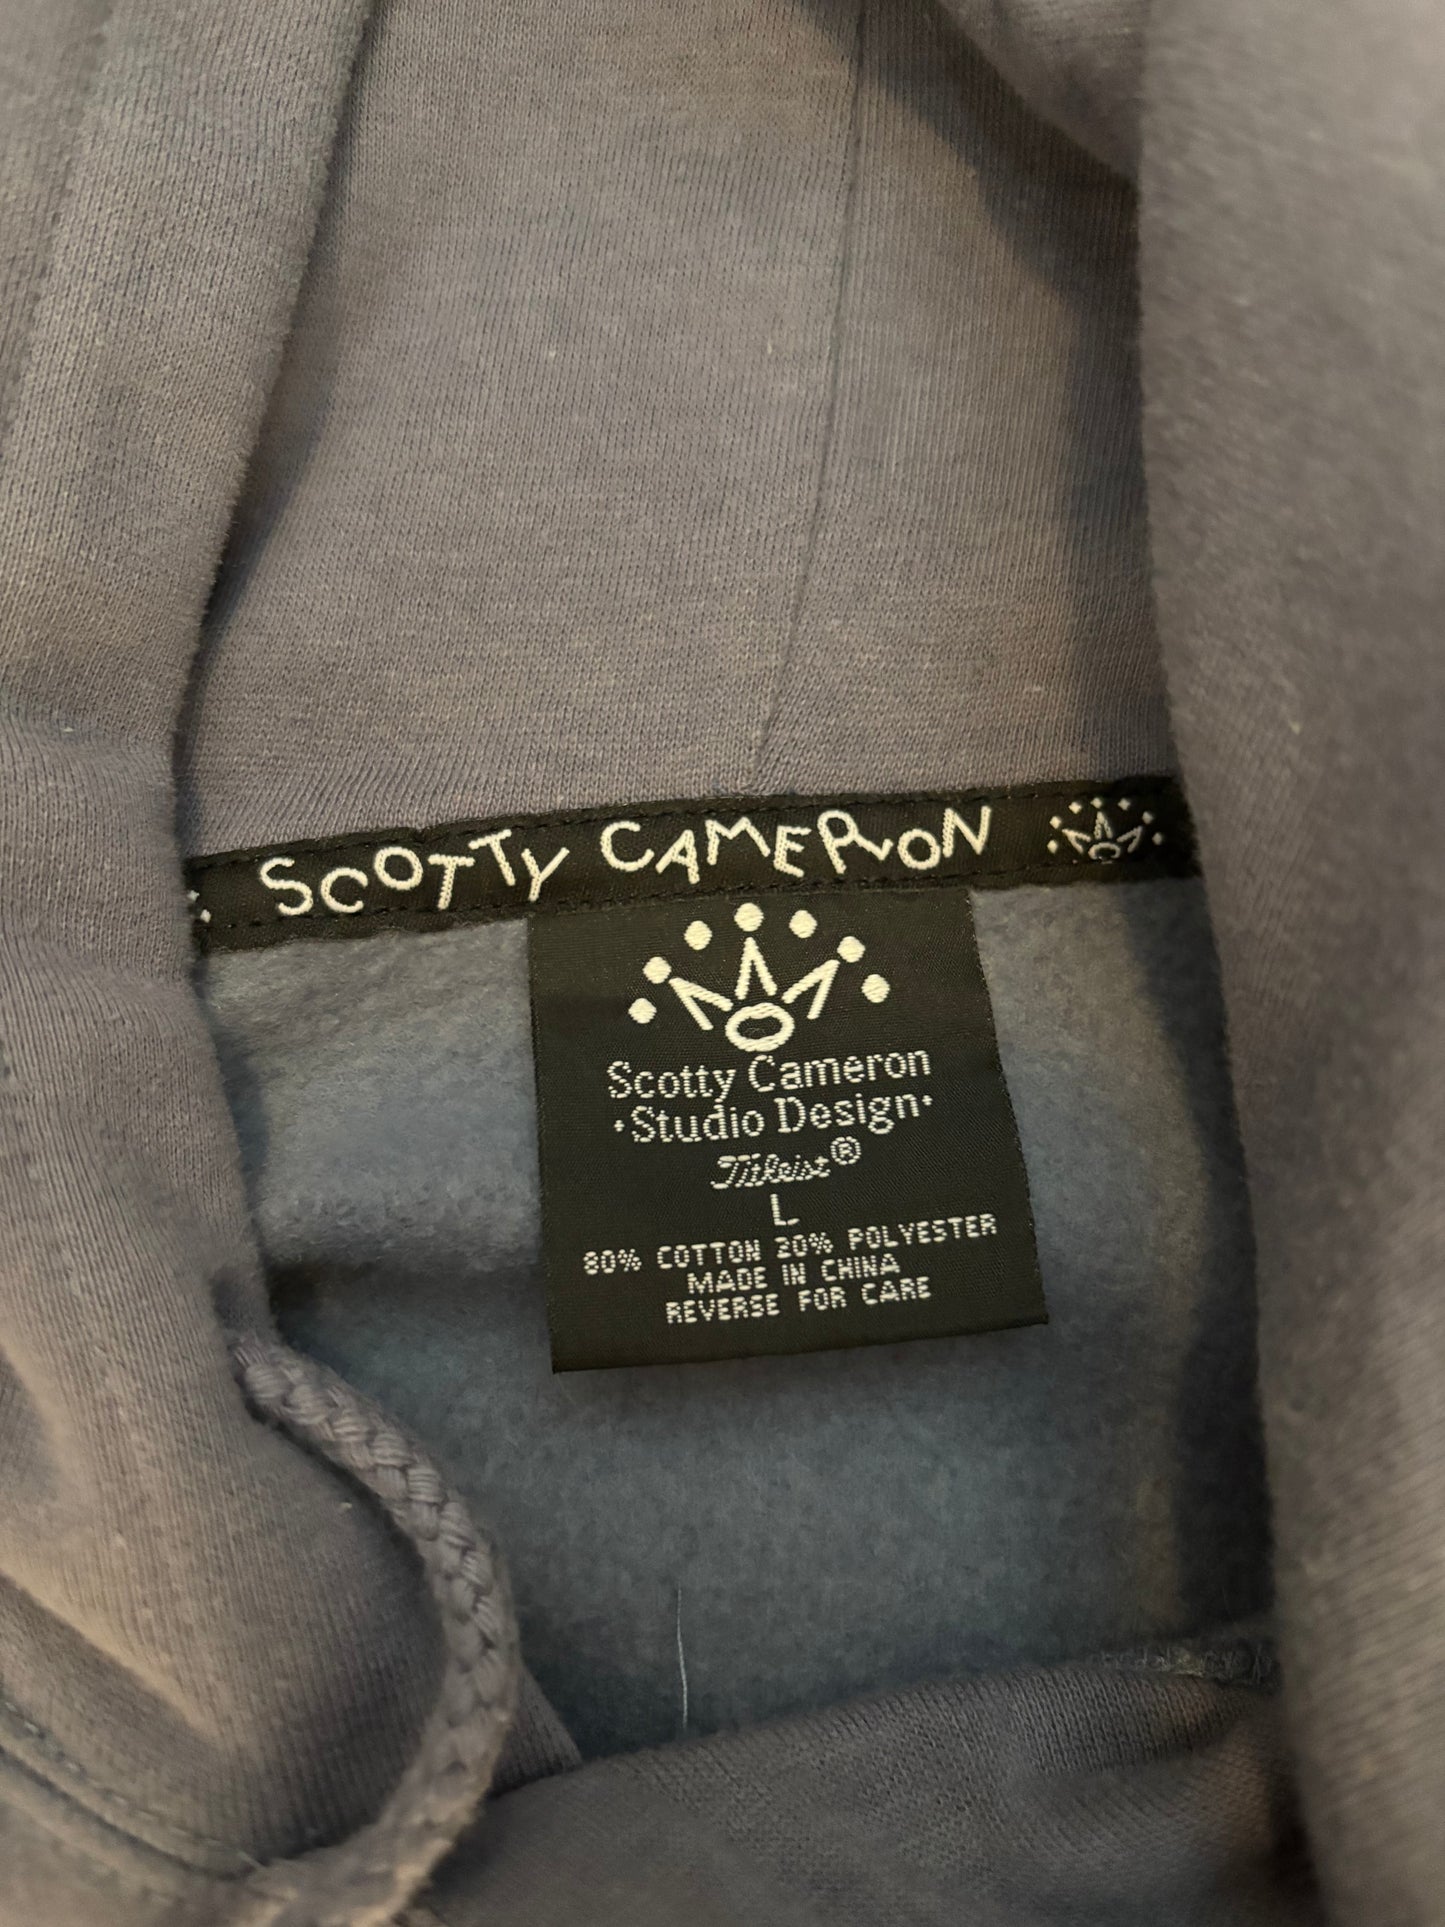 SCOTTY CAMERON
Scotty Cameron
·Studio Design·
Titleist®
L
80% COTTON 20% POLYESTER
MADE IN CHINA
REVERSE FOR CARE